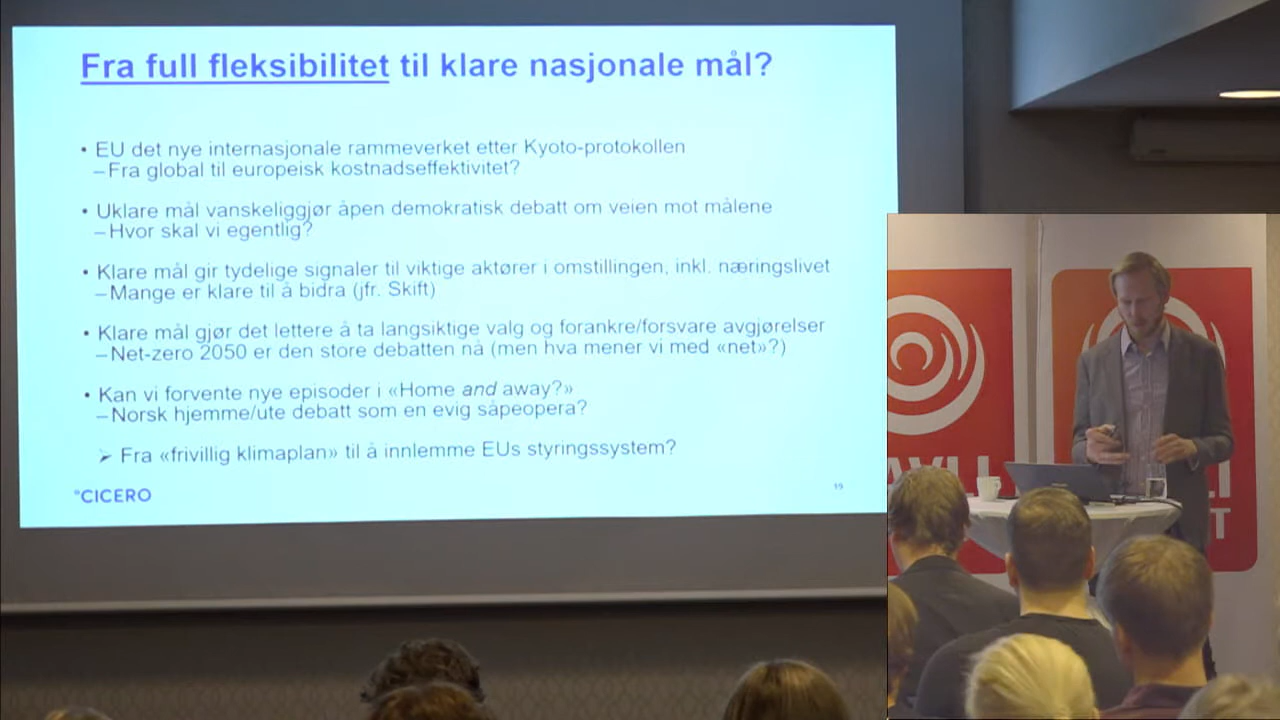 Fra full fleksibilitet til klare nasjonale mål?
• EU det nye internasjonale rammeverket etter Kyoto-protokollen
– Fra global til europeisk kostnadseffektivitet?
• Uklare mål vanskeliggjør åpen demokratisk debatt om veien mot målene
– Hvor skal vi egentlig?
• Klare mål gir tydelige signaler til viktige aktører i omstillingen, inkl. næringslivet
– Mange er klare til å bidra (jfr. Skift)
• Klare mål gjør det lettere å ta langsiktige valg og forankre/forsvare avgjørelser
– Net-zero 2050 er den store debatten nå (men hva mener vi med «net»?)
• Kan vi forvente nye episoder i «Home and away?»
– Norsk hjemme/ute debatt som en evig såpeopera?
➢ Fra «frivillig klimaplan» til å innlemme EUs styringssystem?
°CICERO
19